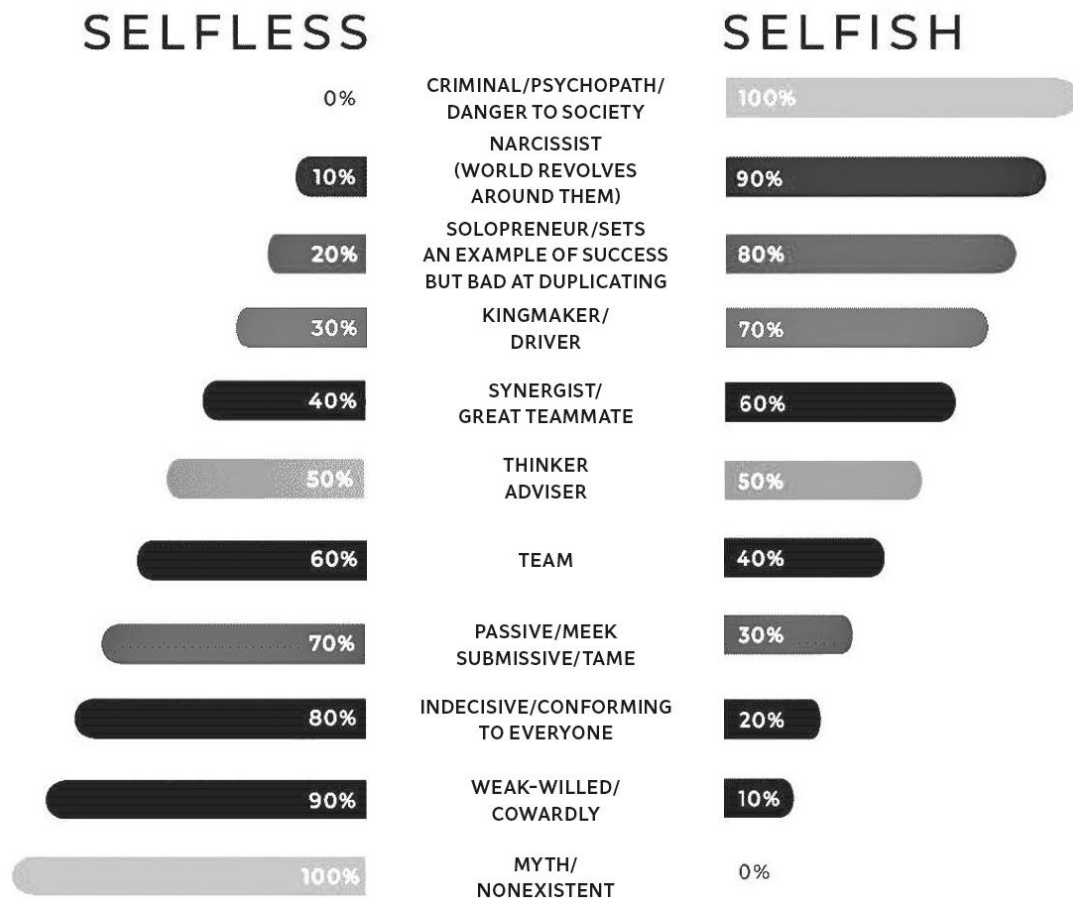 SELFLESS SELFISH
0% CRIMINAL/PSYCHOPATH/ 100%
DANGER TO SOCIETY
NARCISSIST
10% (WORLD REVOLVES 90%
AROUND THEM)
SOLOPRENEUR/SETS
20% AN EXAMPLE OF SUCCESS 80%
BUT BAD AT DUPLICATING
30% KINGMAKER/ 70%
DRIVER
40% SYNERGIST/ 60%
GREAT TEAMMATE
50% THINKER 50%
ADVISER
60% TEAM 40%
70% PASSIVE/MEEK 30%
SUBMISSIVE/TAME
80% INDECISIVE/CONFORMING 20%
TO EVERYONE
90% WEAK-WILLED/ 10%
COWARDLY
100% MYTH/ 0%
NONEXISTENT